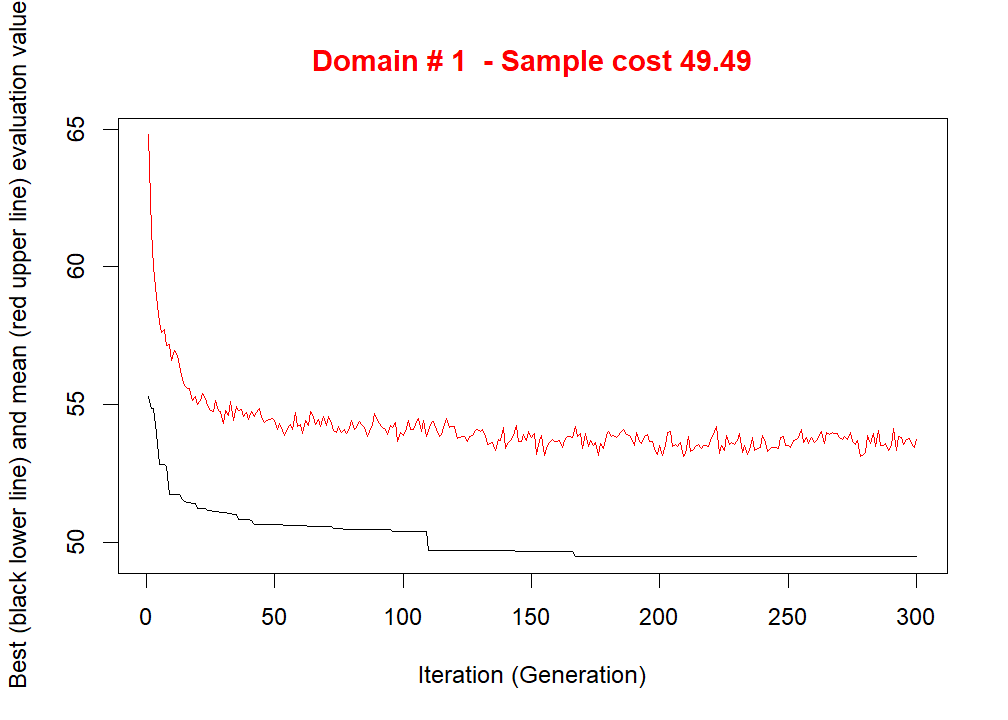 Domain # 1  - Sample cost 49.49
Best (black lower line) and mean (red upper line) evaluation value
65
60
55
50
0 50 100 150 200 250 300
Iteration (Generation)